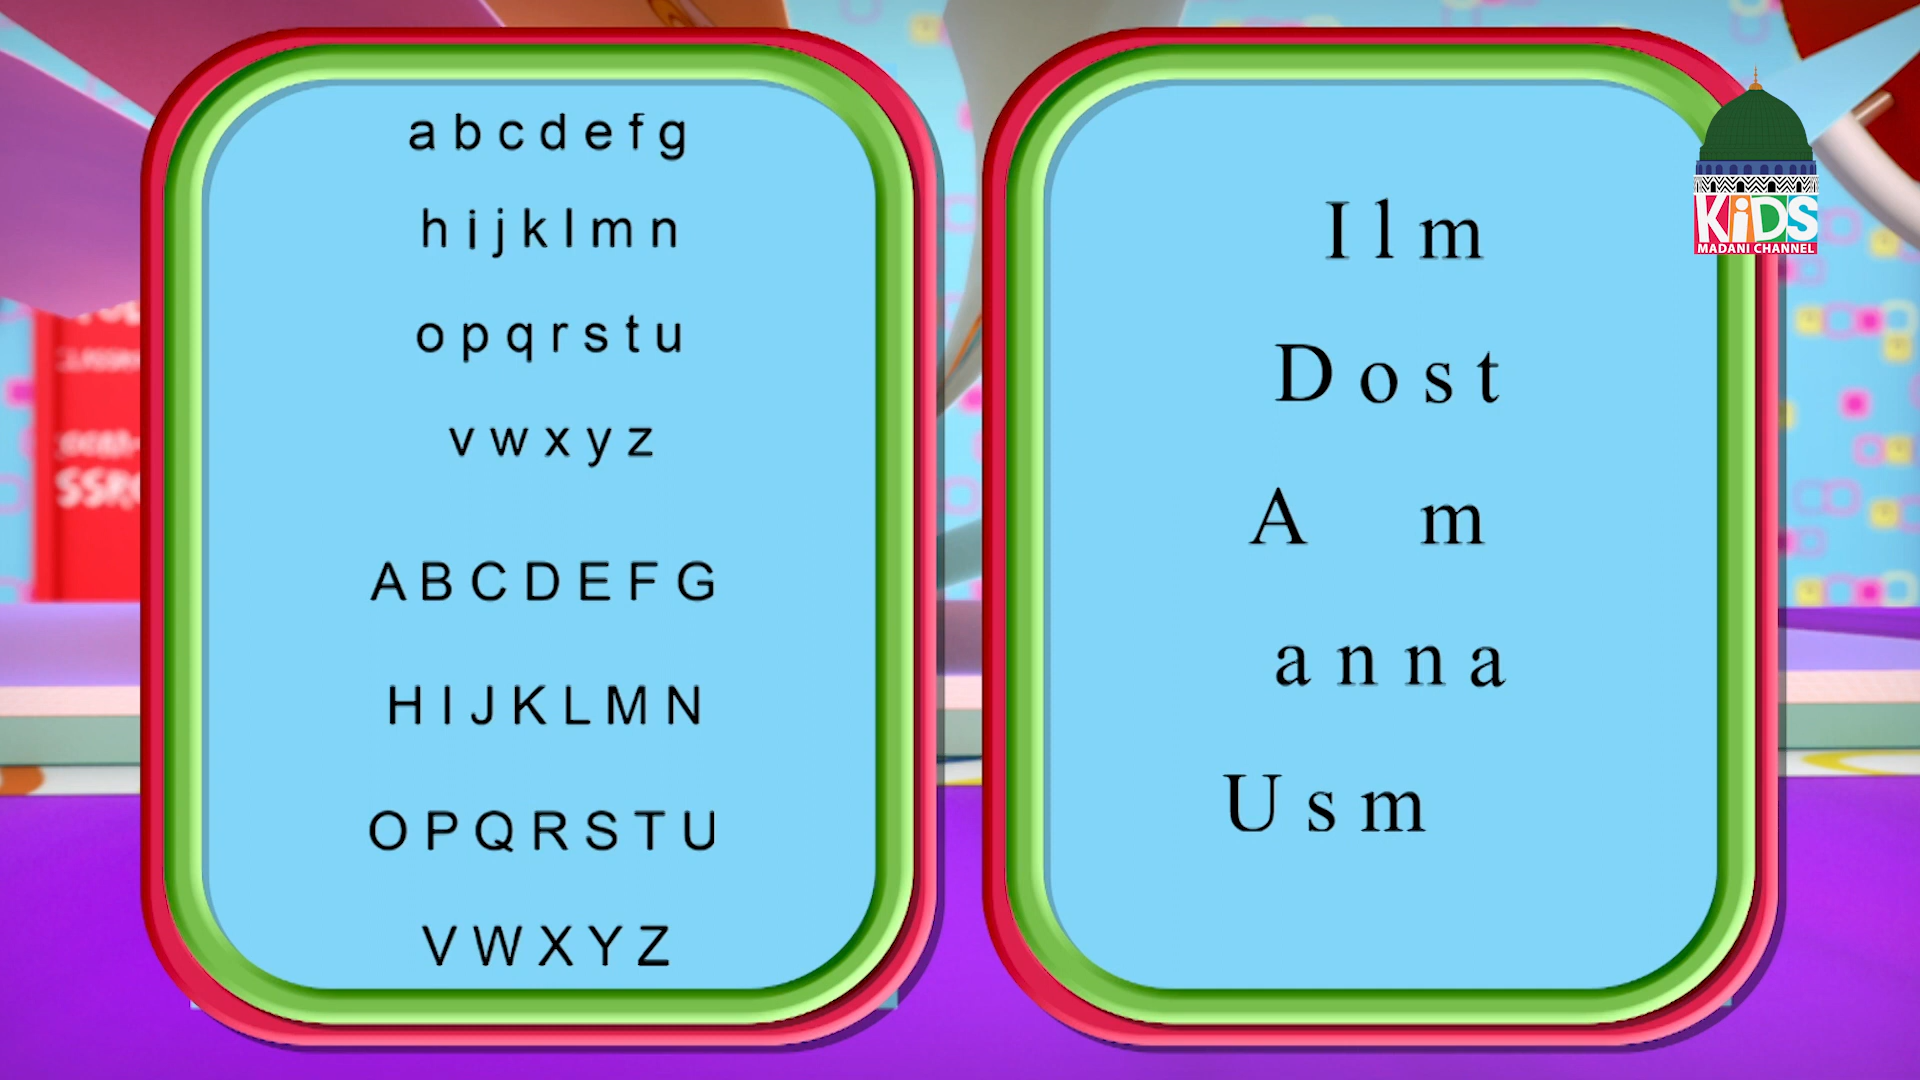 a b c d e f g
h i j k l m n
o p q r s t u
v w x y z
A B C D E F G
H I J K L M N
O P Q R S T U
V W X Y Z
I l m
D o s t
A m
a n n a
U s m
KiDS
MADANI CHANNEL